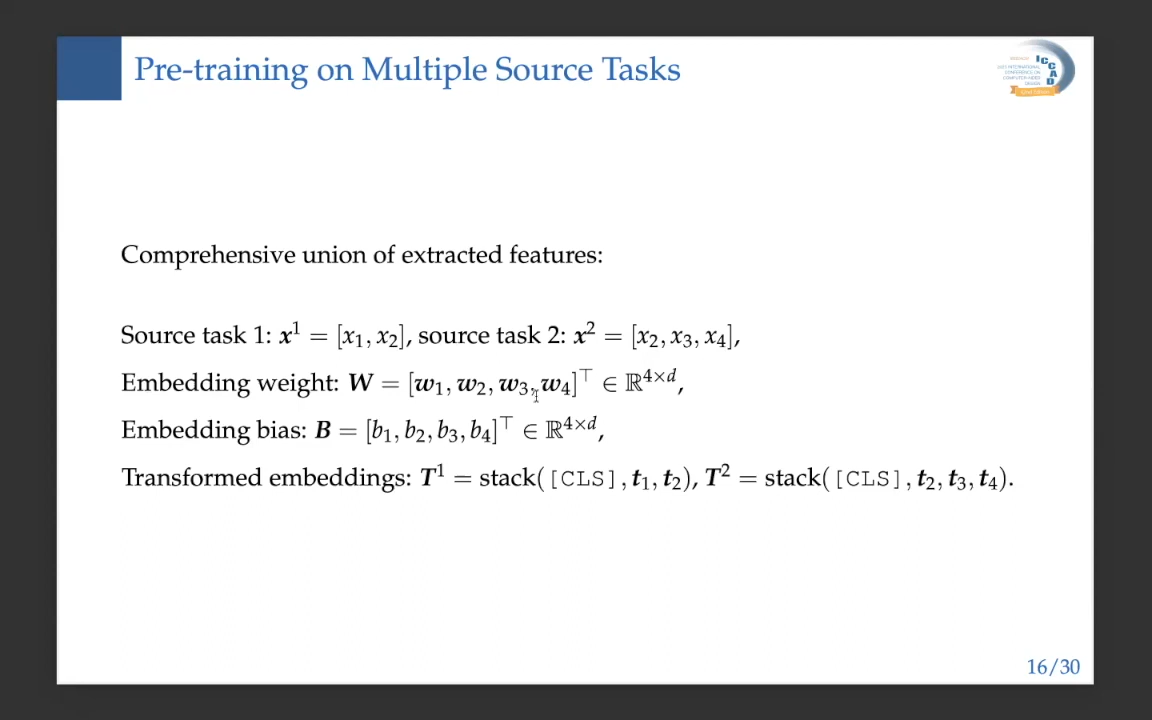 Pre-training on Multiple Source Tasks
ICCAD
Comprehensive union of extracted features:
Source task 1: x¹ = [x₁, x₂], source task 2: x² = [x₂, x₃, x₄],
Embedding weight: W = [w₁, w₂, w₃, w₄]⊤ ∈ ℝ⁴ˣᵈ,
Embedding bias: B = [b₁, b₂, b₃, b₄]⊤ ∈ ℝ⁴ˣᵈ,
Transformed embeddings: T¹ = stack([CLS], t₁, t₂), T² = stack([CLS], t₂, t₃, t₄).
16/30